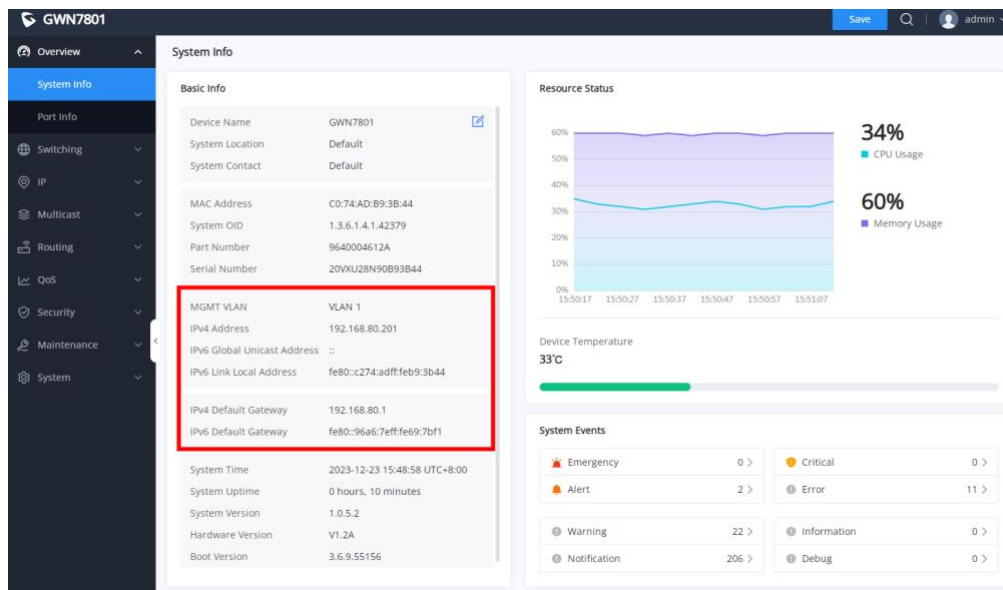 GWN7801
Save
admin
Overview
System Info
Port Info
Switching
IP
Multicast
Routing
QoS
Security
Maintenance
System
System Info
Basic Info
Device Name GWN7801
System Location Default
System Contact Default
MAC Address C0:74:AD:B9:3B:44
System OID 1.3.6.1.4.1.42379
Part Number 9640004612A
Serial Number 20VXU28N90B93B44
MGMT VLAN VLAN 1
IPv4 Address 192.168.80.201
IPv6 Global Unicast Address ::
IPv6 Link Local Address fe80::c274:adff:feb9:3b44
IPv4 Default Gateway 192.168.80.1
IPv6 Default Gateway fe80::96a6:7eff:fe69:7bf1
System Time 2023-12-23 15:48:58 UTC+8:00
System Uptime 0 hours, 10 minutes
System Version 1.0.5.2
Hardware Version V1.2A
Boot Version 3.6.9.55156
Resource Status
60%
50%
40%
30%
20%
10%
0%
15:50:17 15:50:27 15:50:37 15:50:47 15:50:57 15:51:07
34%
CPU Usage
60%
Memory Usage
Device Temperature
33°C
System Events
Emergency 0 >
Critical 0 >
Alert 2 >
Error 11 >
Warning 22 >
Information 0 >
Notification 206 >
Debug 0 >